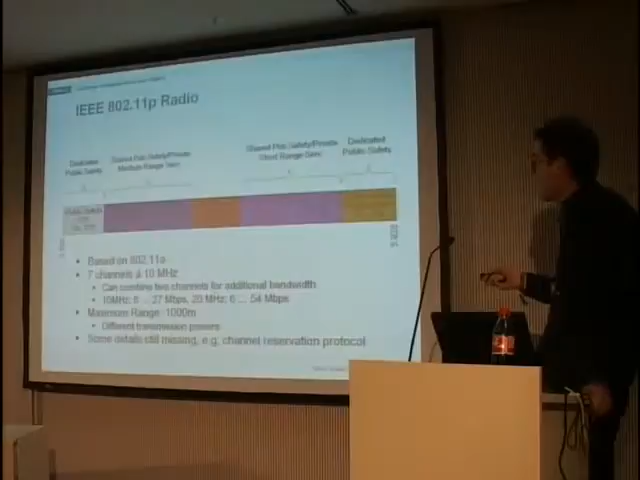 IEEE 802.11p Radio
Dedicated
Public Safety
Shared Pub Safety/Private
Medium Range Serv
Shared Pub Safety/Private
Short Range Serv
Dedicated
Public Safety
Public Safety
• Based on 802.11a
• 7 channels á 10 MHz
• Can combine two channels for additional bandwidth
• 10MHz: 6 ... 27 Mbps, 20 MHz: 6 ... 54 Mbps
• Maximum Range: 1000m
• Different transmission powers
• Some details still missing, e.g. channel reservation protocol